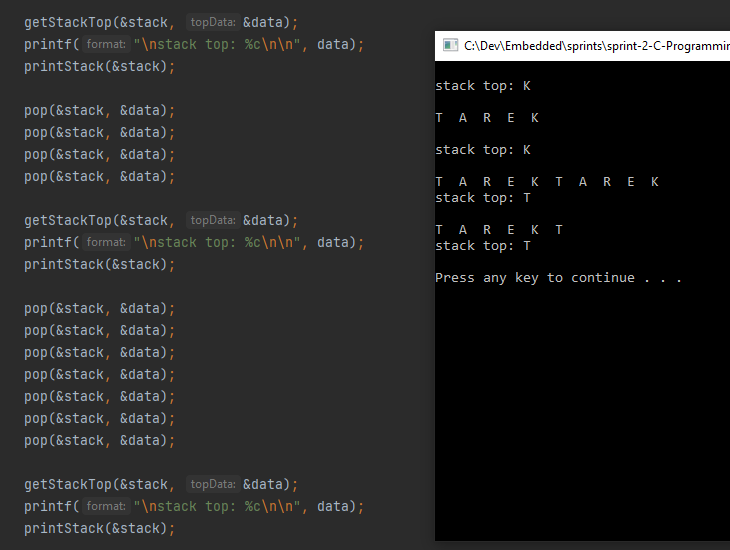 getStackTop(&stack, topData: &data);
printf( format: "\nstack top: %c\n\n", data);
printStack(&stack);
pop(&stack, &data);
pop(&stack, &data);
pop(&stack, &data);
pop(&stack, &data);
getStackTop(&stack, topData: &data);
printf( format: "\nstack top: %c\n\n", data);
printStack(&stack);
pop(&stack, &data);
pop(&stack, &data);
pop(&stack, &data);
pop(&stack, &data);
pop(&stack, &data);
pop(&stack, &data);
pop(&stack, &data);
getStackTop(&stack, topData: &data);
printf( format: "\nstack top: %c\n\n", data);
printStack(&stack);
C:\Dev\Embedded\sprints\sprint-2-C-Programmin
stack top: K
T A R E K
stack top: K
T A R E K T A R E K
stack top: T
T A R E K T
stack top: T
Press any key to continue . . .